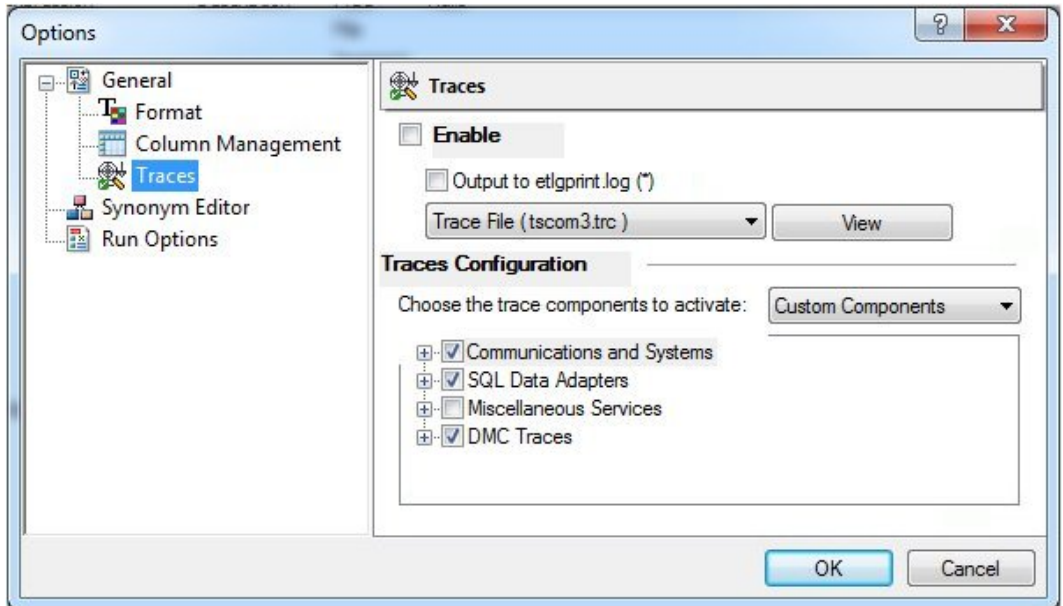 Options
General
Format
Column Management
Traces
Synonym Editor
Run Options
Traces
Enable
Output to etlgprint.log (*)
Trace File ( tscom3.trc )
View
Traces Configuration
Choose the trace components to activate:
Custom Components
Communications and Systems
SQL Data Adapters
Miscellaneous Services
DMC Traces
OK
Cancel